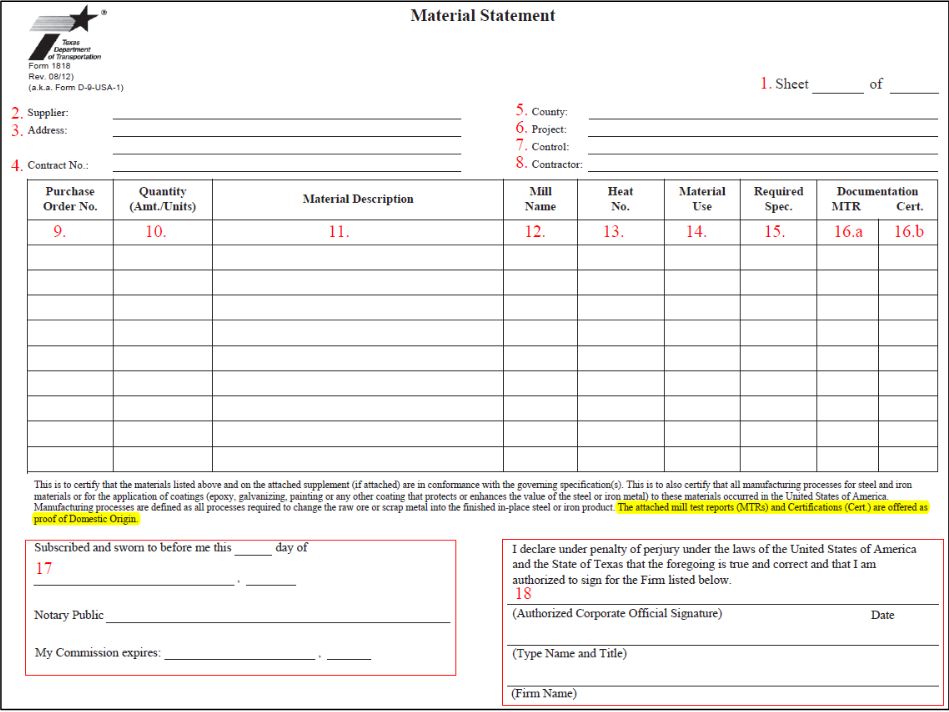 Material Statement
®
Texas
Department
of Transportation
Form 1818
Rev. 08/12)
(a.k.a. Form D-9-USA-1)
1. Sheet ________ of ________
2. Supplier:
3. Address:
4. Contract No.:
5. County:
6. Project:
7. Control:
8. Contractor:
Purchase Order No. Quantity (Amt./Units) Material Description Mill Name Heat No. Material Use Required Spec. Documentation MTR Cert.
9. 10. 11. 12. 13. 14. 15. 16.a 16.b
This is to certify that the materials listed above and on the attached supplement (if attached) are in conformance with the governing specification(s). This is to also certify that all manufacturing processes for steel and iron
materials or for the application of coatings (epoxy, galvanizing, painting or any other coating that protects or enhances the value of the steel or iron metal) to these materials occurred in the United States of America.
Manufacturing processes are defined as all processes required to change the raw ore or scrap metal into the finished in-place steel or iron product. The attached mill test reports (MTRs) and Certifications (Cert.) are offered as
proof of Domestic Origin.
Subscribed and sworn to before me this ______ day of
17
______________________________ , ________
Notary Public
My Commission expires: ______________________ , _______
I declare under penalty of perjury under the laws of the United States of America
and the State of Texas that the foregoing is true and correct and that I am
authorized to sign for the Firm listed below.
18
(Authorized Corporate Official Signature) Date
(Type Name and Title)
(Firm Name)